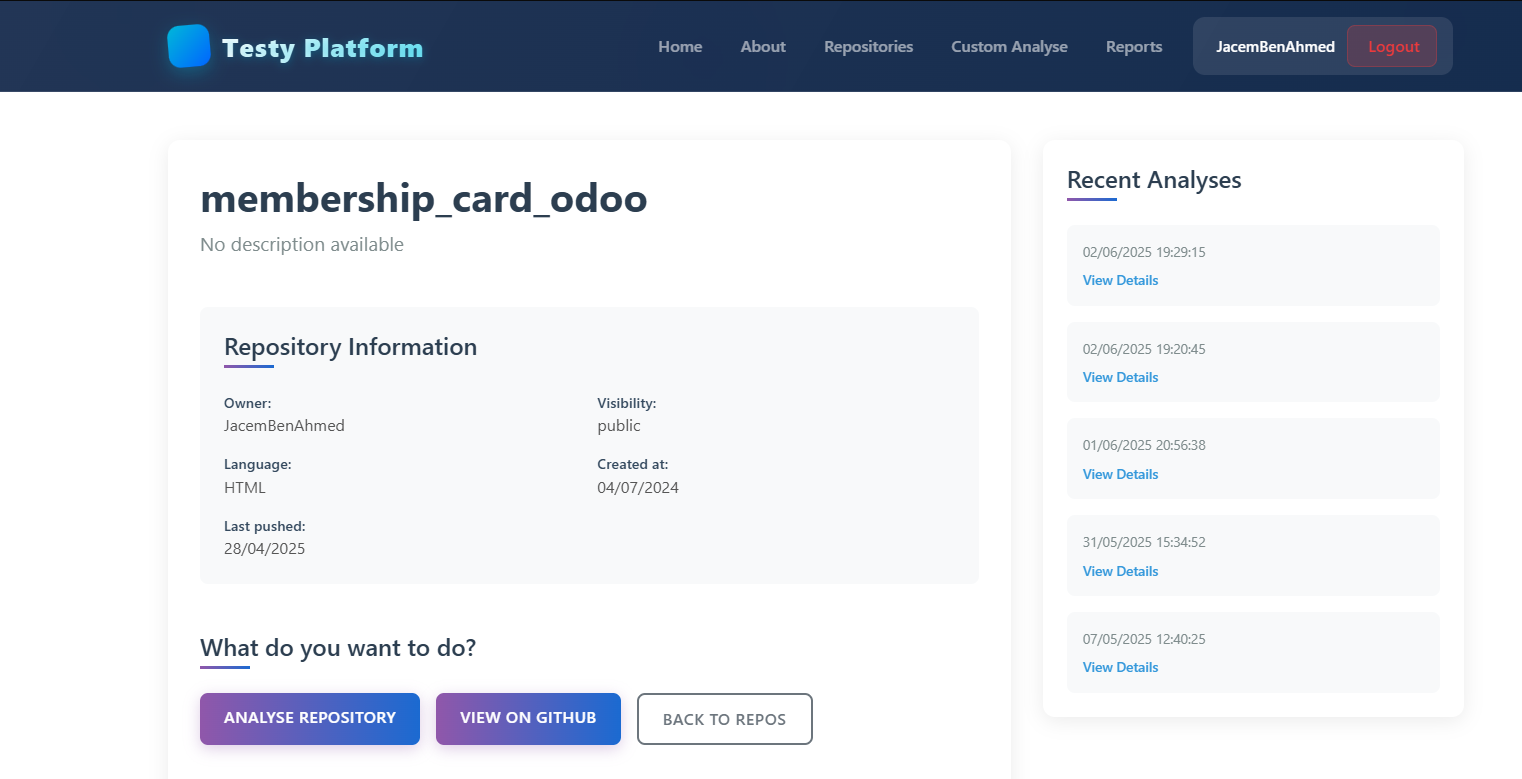 Testy Platform
Home About Repositories Custom Analyse Reports JacemBenAhmed Logout
membership_card_odoo
No description available
Repository Information
Owner:
JacemBenAhmed
Visibility:
public
Language:
HTML
Created at:
04/07/2024
Last pushed:
28/04/2025
What do you want to do?
ANALYSE REPOSITORY VIEW ON GITHUB BACK TO REPOS
Recent Analyses
02/06/2025 19:29:15
View Details
02/06/2025 19:20:45
View Details
01/06/2025 20:56:38
View Details
31/05/2025 15:34:52
View Details
07/05/2025 12:40:25
View Details